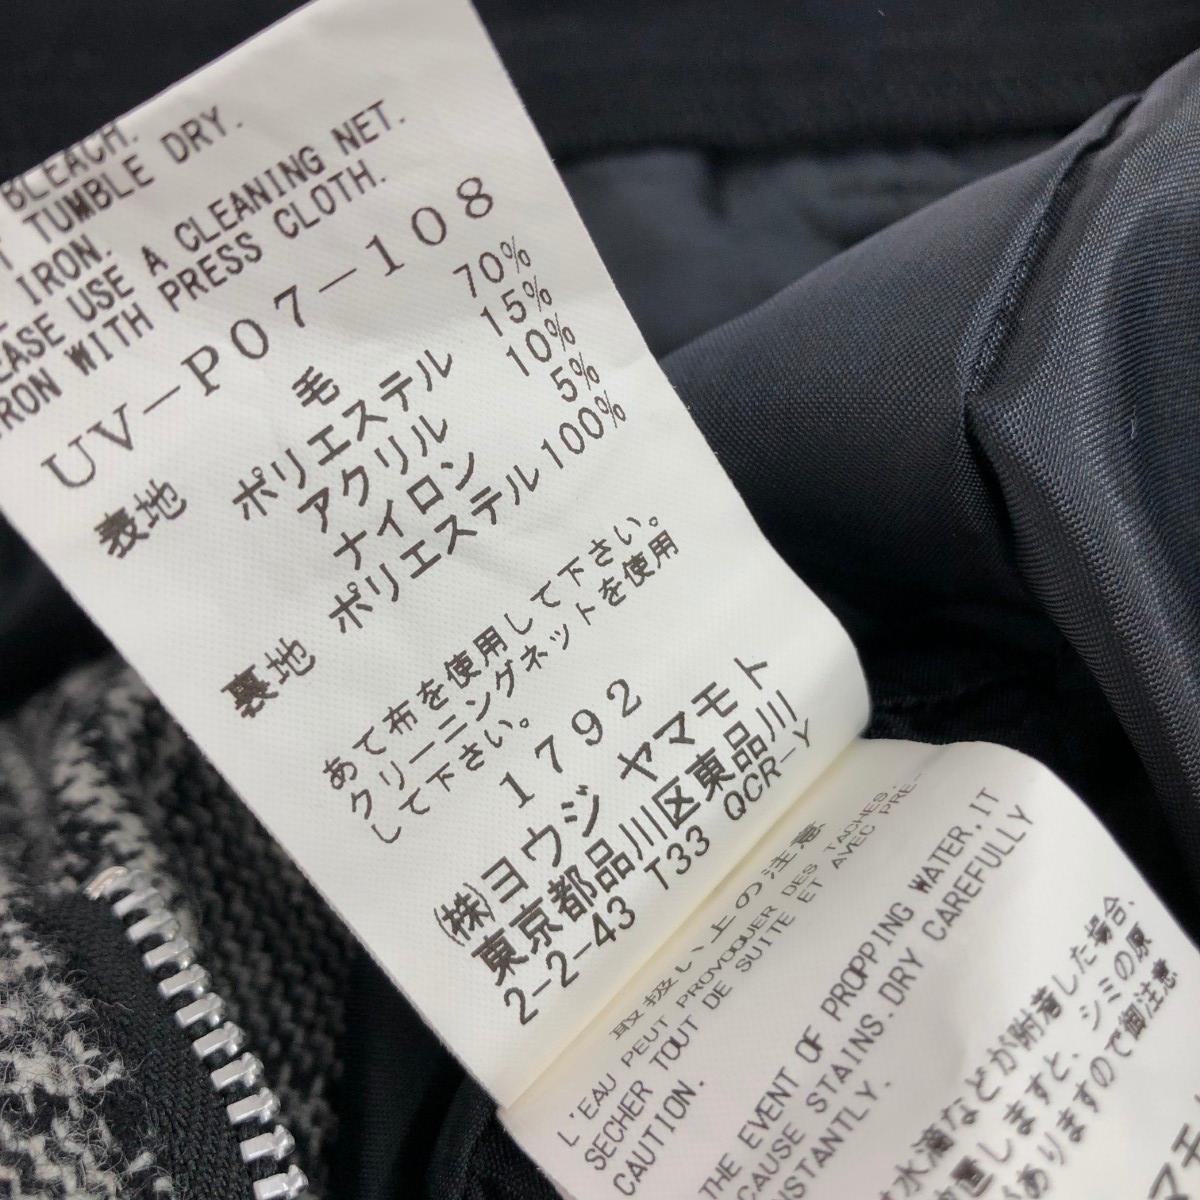 BLEACH.
TUMBLE DRY.
IRON.
EASE USE A CLEANING NET.
RON WITH PRESS CLOTH.
UV-P07-108
表地 毛 70%
ポリエステル 15%
アクリル 10%
ナイロン 5%
裏地 ポリエステル 100%
あて布を使用して下さい。
クリーニングネットを使用
して下さい。
1792
(株)ヨウジ ヤマモト
東京都品川区東品川
2-2-43 T33 QCR-Y
取扱い上の注意
L'EAU PEUT PROVOQUER DES TACHES.
SECHER TOUT DE SUITE ET AVEC PRE-
CAUTION.
THE EVENT OF PROPPING WATER, IT
CAUSE STAINS. DRY CAREFULLY
NSTANTLY.
水滴などが附着した場合、
シミの原
しますと、
ありますので御注意
マモ